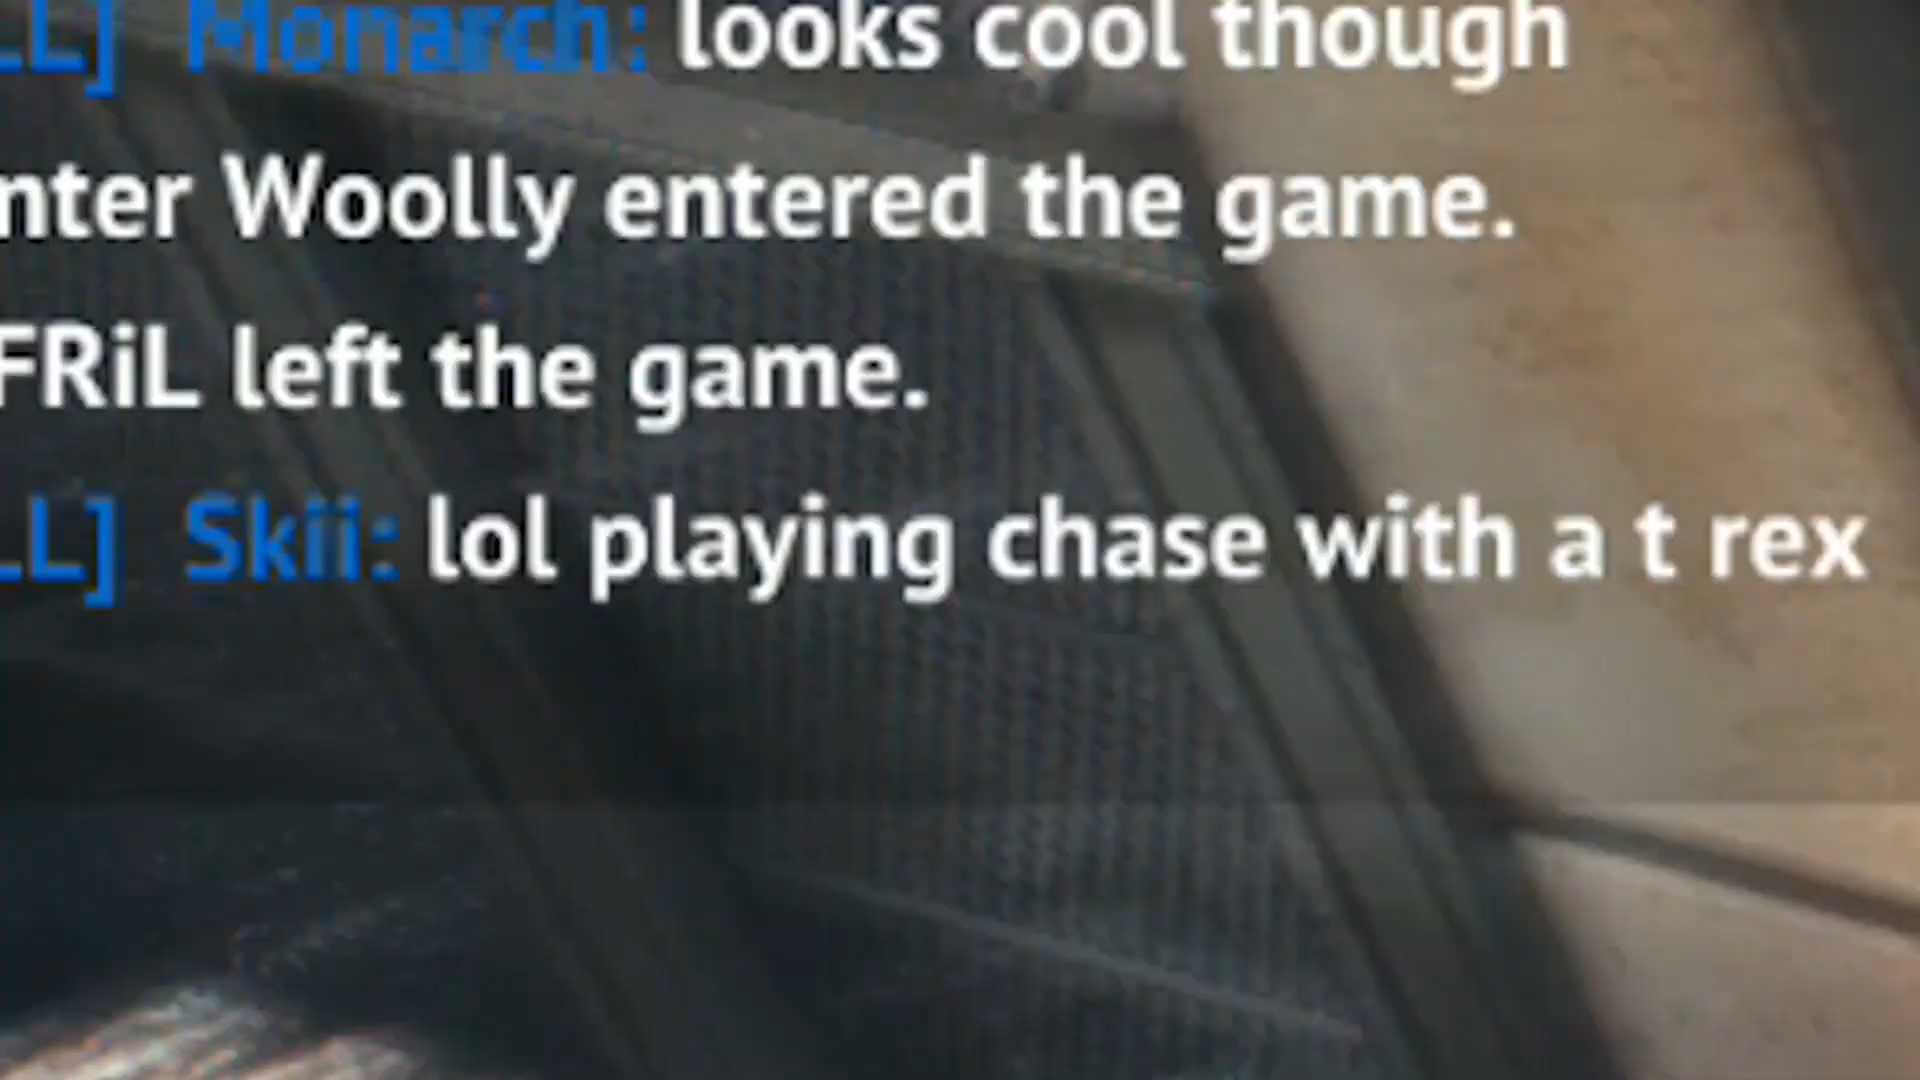 LL] Monarch: looks cool though
nter Woolly entered the game.
FRiL left the game.
LL] Skii: lol playing chase with a t rex